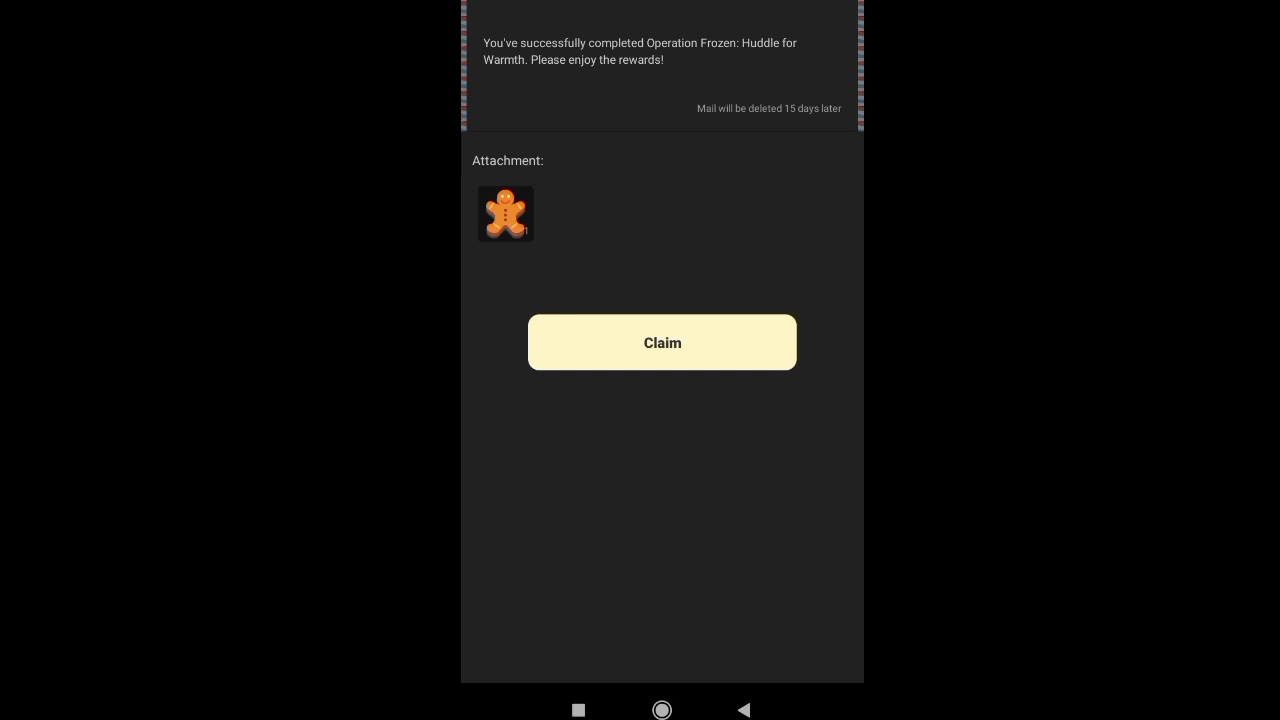 You've successfully completed Operation Frozen: Huddle for
Warmth. Please enjoy the rewards!
Mail will be deleted 15 days later
Attachment:
1
Claim